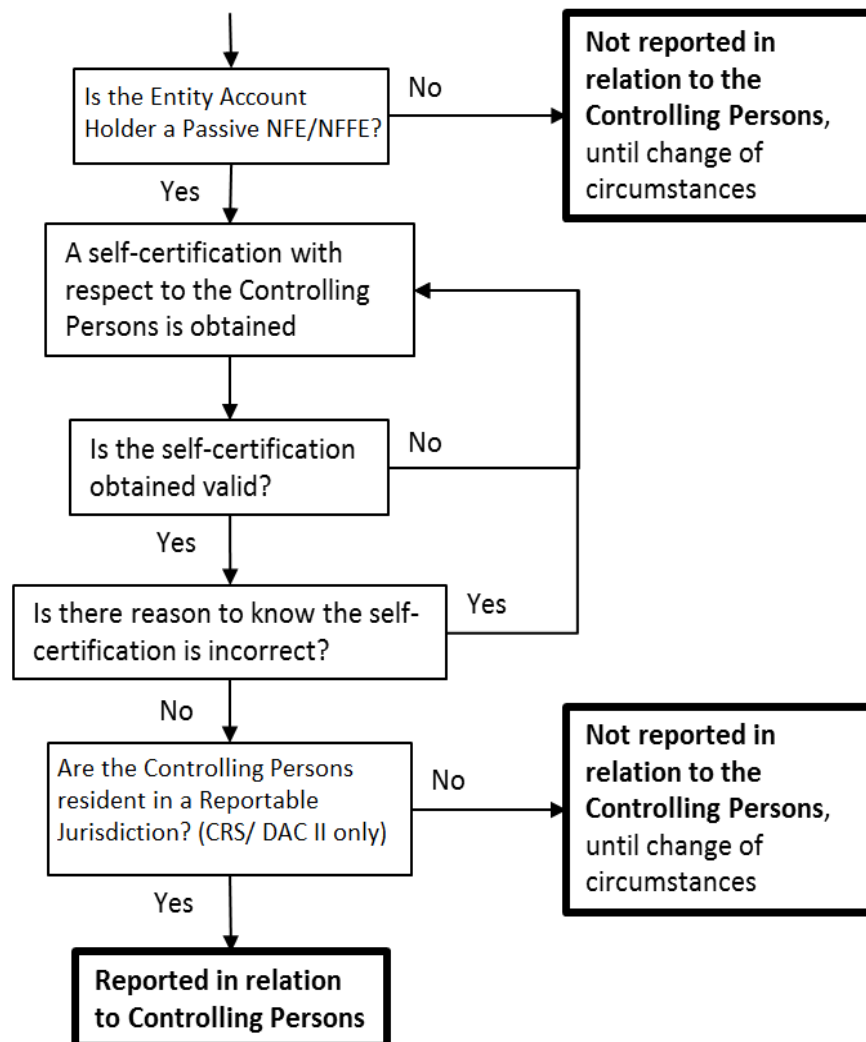 Is the Entity Account
Holder a Passive NFE/NFFE?
No
Not reported in
relation to the
Controlling Persons,
until change of
circumstances
Yes
A self-certification with
respect to the Controlling
Persons is obtained
Is the self-certification
obtained valid?
No
Yes
Is there reason to know the self-
certification is incorrect?
Yes
No
Are the Controlling Persons
resident in a Reportable
Jurisdiction? (CRS/ DAC II only)
No
Not reported in
relation to the
Controlling Persons,
until change of
circumstances
Yes
Reported in relation
to Controlling Persons